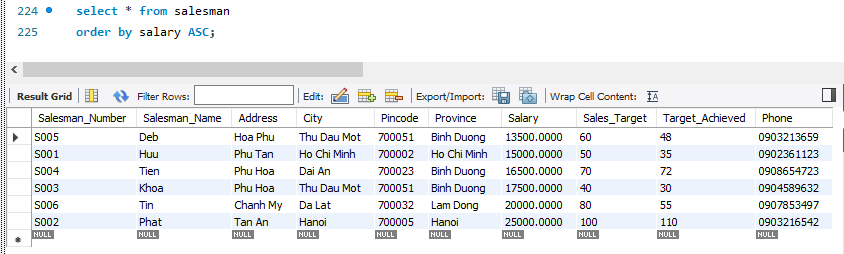 224 select * from salesman
225 order by salary ASC;
Result Grid Filter Rows: Edit: Export/Import: Wrap Cell Content:
Salesman_Number Salesman_Name Address City Pincode Province Salary Sales_Target Target_Achieved Phone
S005 Deb Hoa Phu Thu Dau Mot 700051 Binh Duong 13500.0000 60 48 0903213659
S001 Huu Phu Tan Ho Chi Minh 700002 Ho Chi Minh 15000.0000 50 35 0902361123
S004 Tien Phu Hoa Dai An 700023 Binh Duong 16500.0000 70 72 0908654723
S003 Khoa Phu Hoa Thu Dau Mot 700051 Binh Duong 17500.0000 40 30 0904589632
S006 Tin Chanh My Da Lat 700032 Lam Dong 20000.0000 80 55 0907853497
S002 Phat Tan An Hanoi 700005 Hanoi 25000.0000 100 110 0903216542
NULL NULL NULL NULL NULL NULL NULL NULL NULL NULL